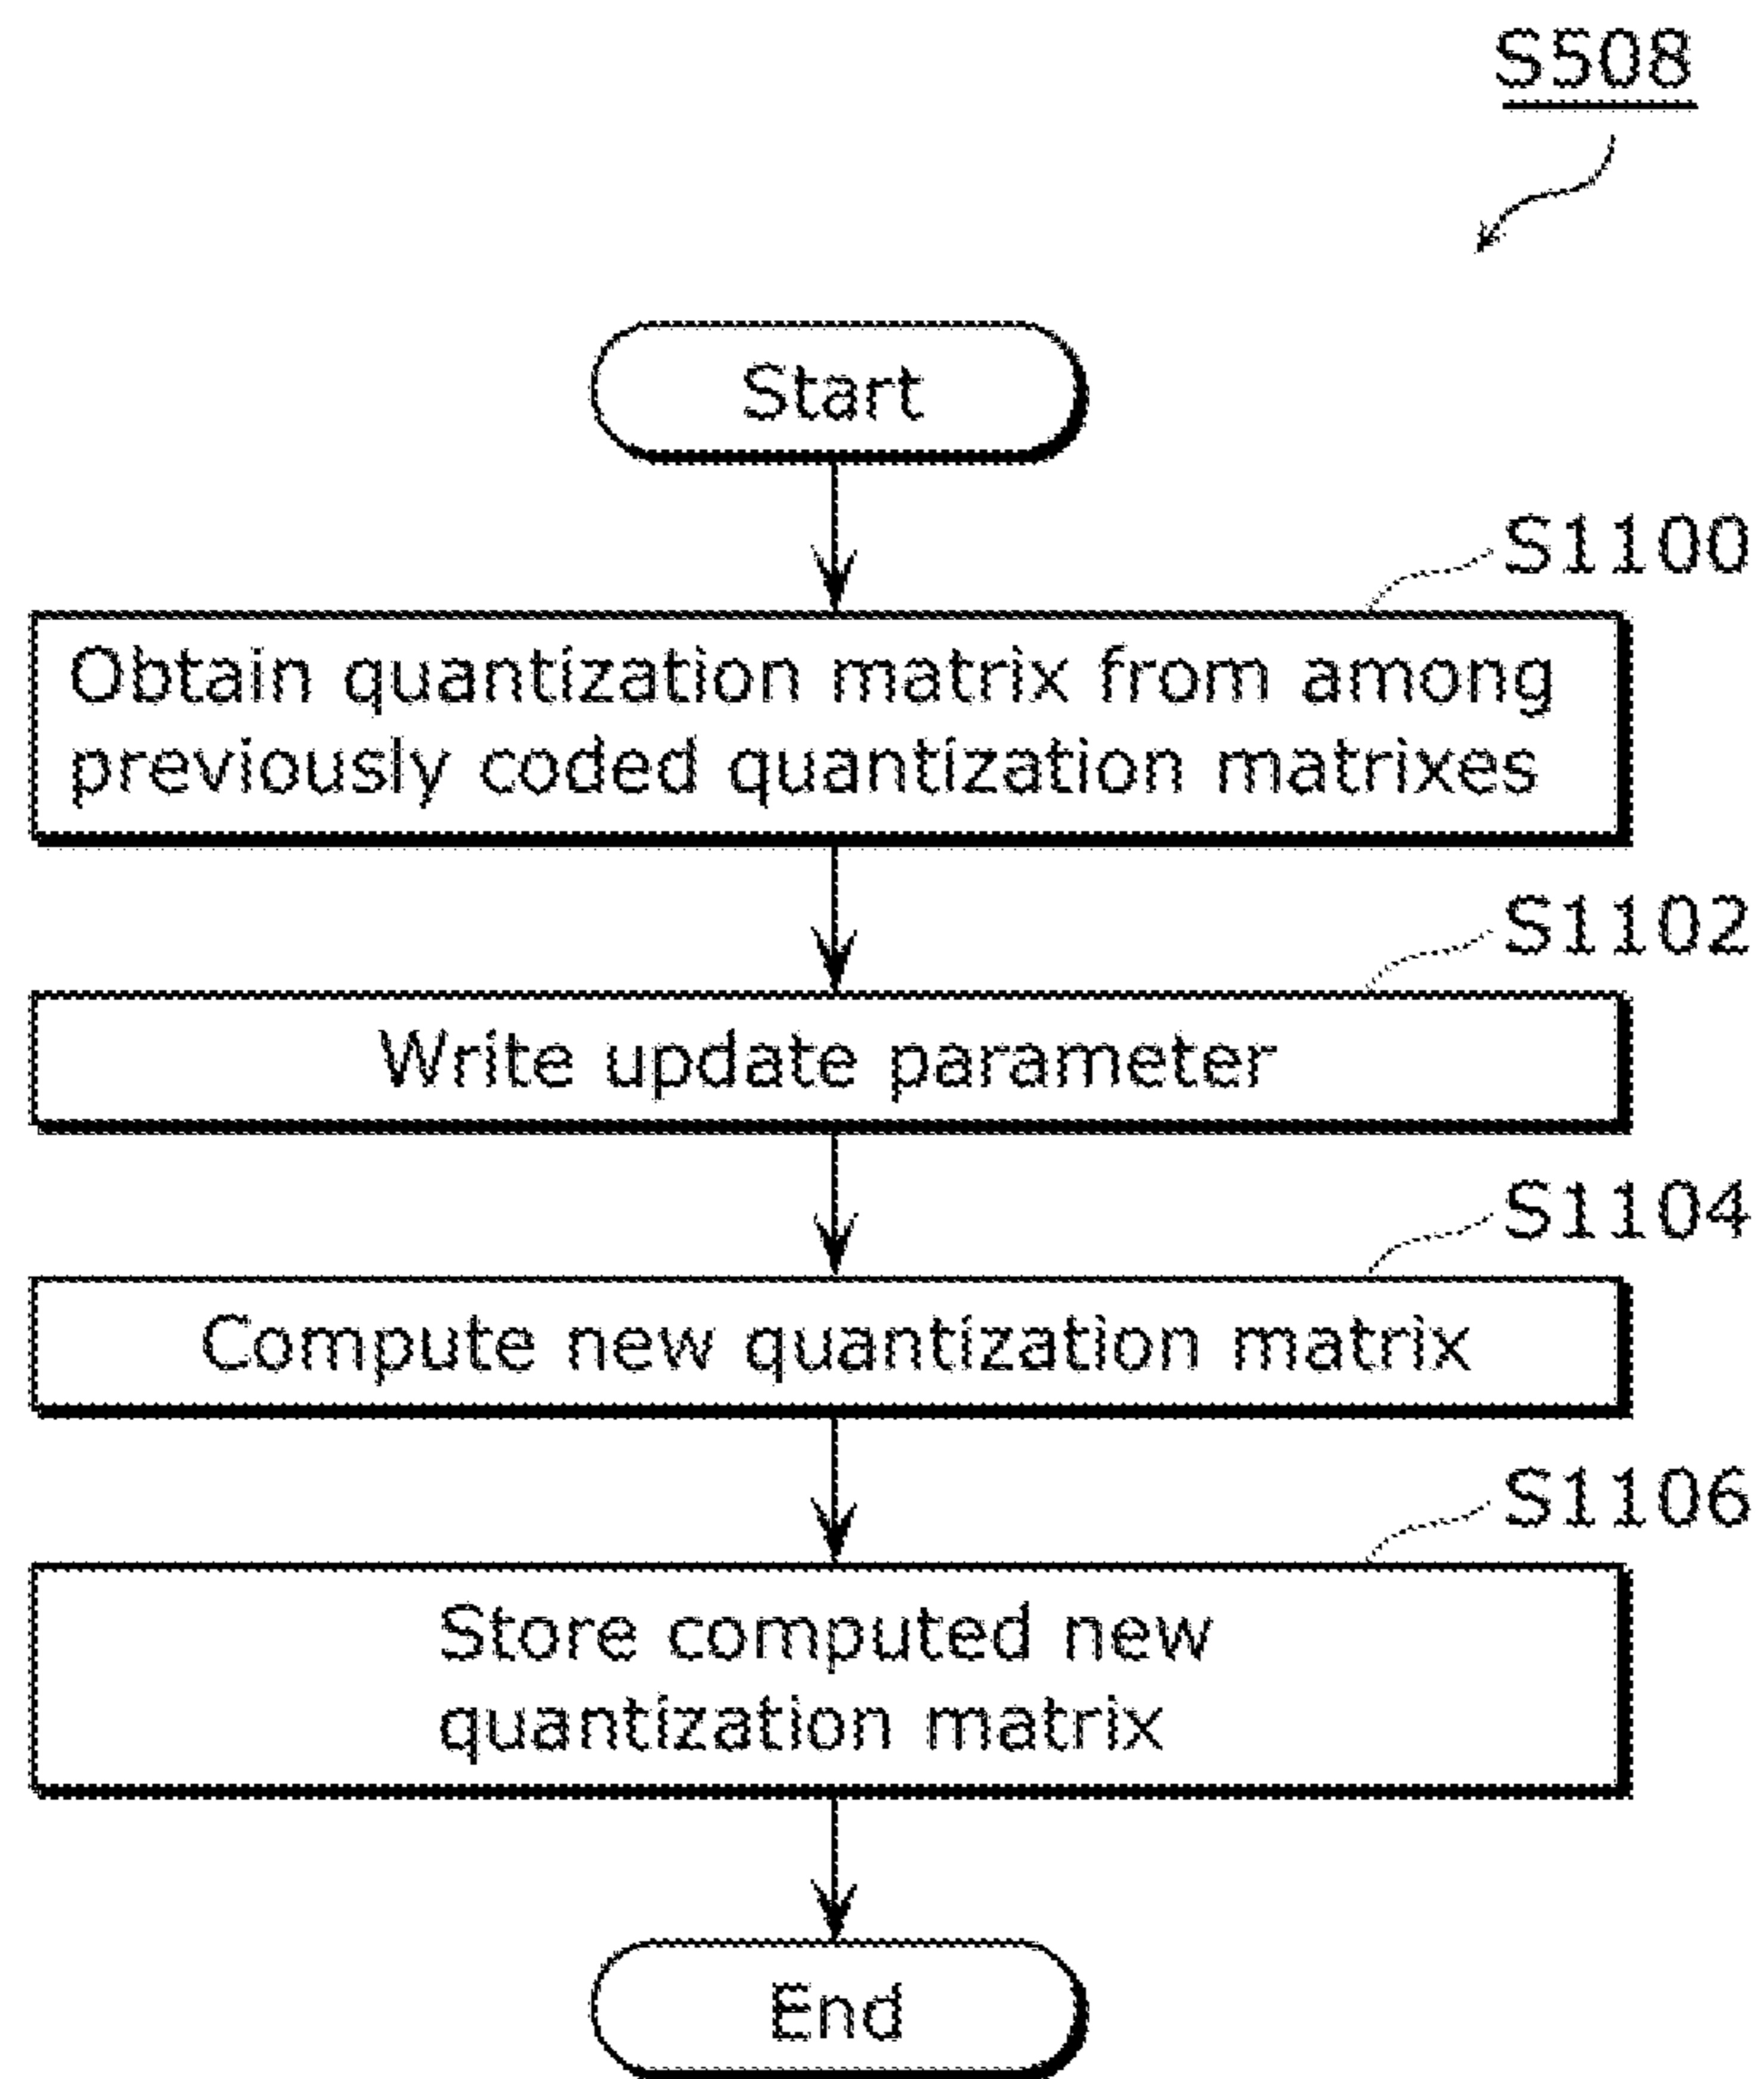 S508
Start
S1100
Obtain quantization matrix from among
previously coded quantization matrixes
S1102
Write update parameter
S1104
Compute new quantization matrix
S1106
Store computed new
quantization matrix
End